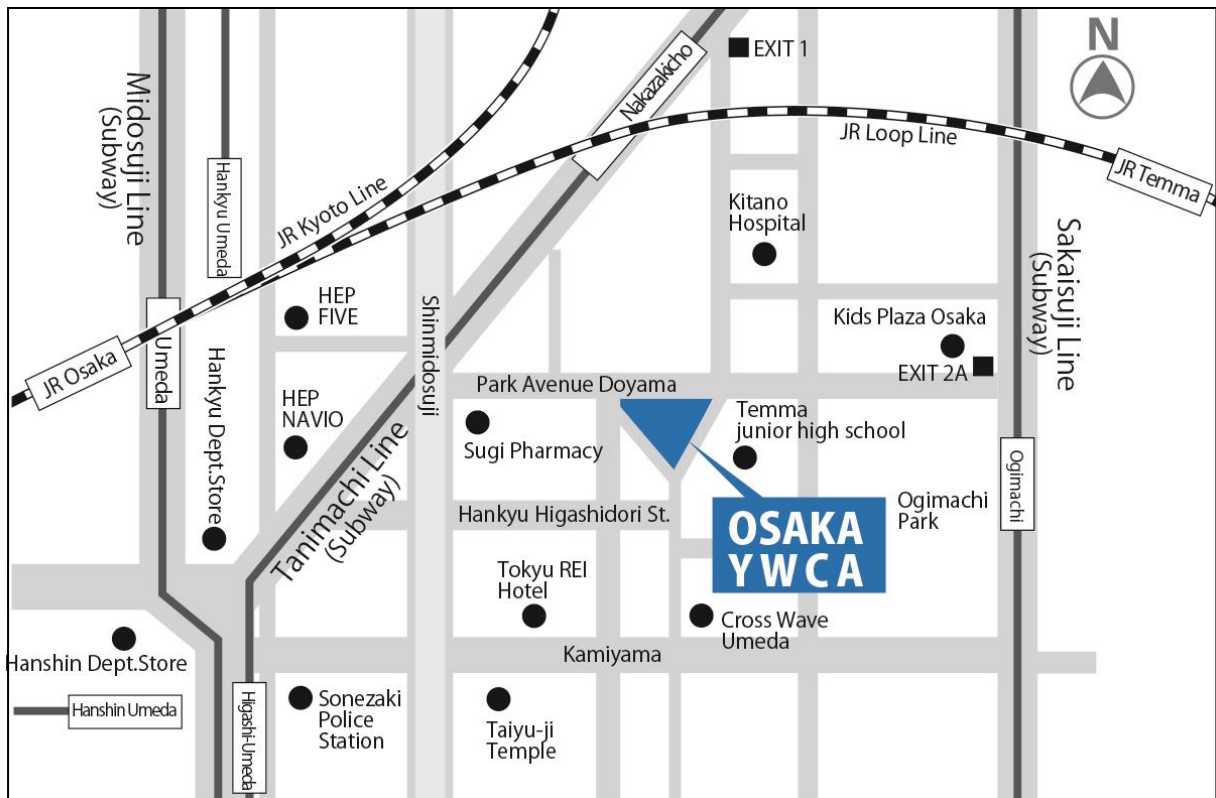 N
EXIT 1
Nakazakicho
Midosuji Line
(Subway)
Hankyu Umeda
JR Kyoto Line
JR Loop Line
JR Temma
Kitano
Hospital
Sakaisuji Line
(Subway)
HEP
FIVE
Shinmidosuji
Kids Plaza Osaka
EXIT 2A
JR Osaka
Umeda
Hankyu Dept.Store
HEP
NAVIO
Park Avenue Doyama
Sugi Pharmacy
Temma
junior high school
Tanimachi Line
(Subway)
Ogimachi
Ogimachi
Park
Hankyu Higashidori St.
OSAKA
YWCA
Tokyu REI
Hotel
Cross Wave
Umeda
Hanshin Dept.Store
Kamiyama
Hanshin Umeda
Higashi-Umeda
Sonezaki
Police
Station
Taiyu-ji
Temple